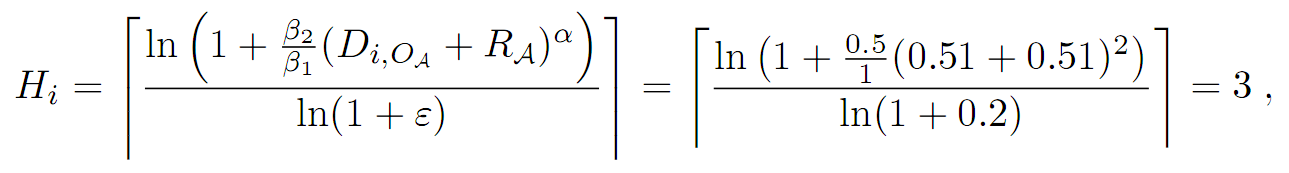 $H_i = \left\lceil \frac{\ln\left(1 + \frac{\beta_2}{\beta_1}(D_{i,O_{\mathcal{A}}} + R_{\mathcal{A}})^{\alpha}\right)}{\ln(1 + \varepsilon)} \right\rceil = \left\lceil \frac{\ln\left(1 + \frac{0.5}{1}(0.51 + 0.51)^2\right)}{\ln(1 + 0.2)} \right\rceil = 3 \; ,$